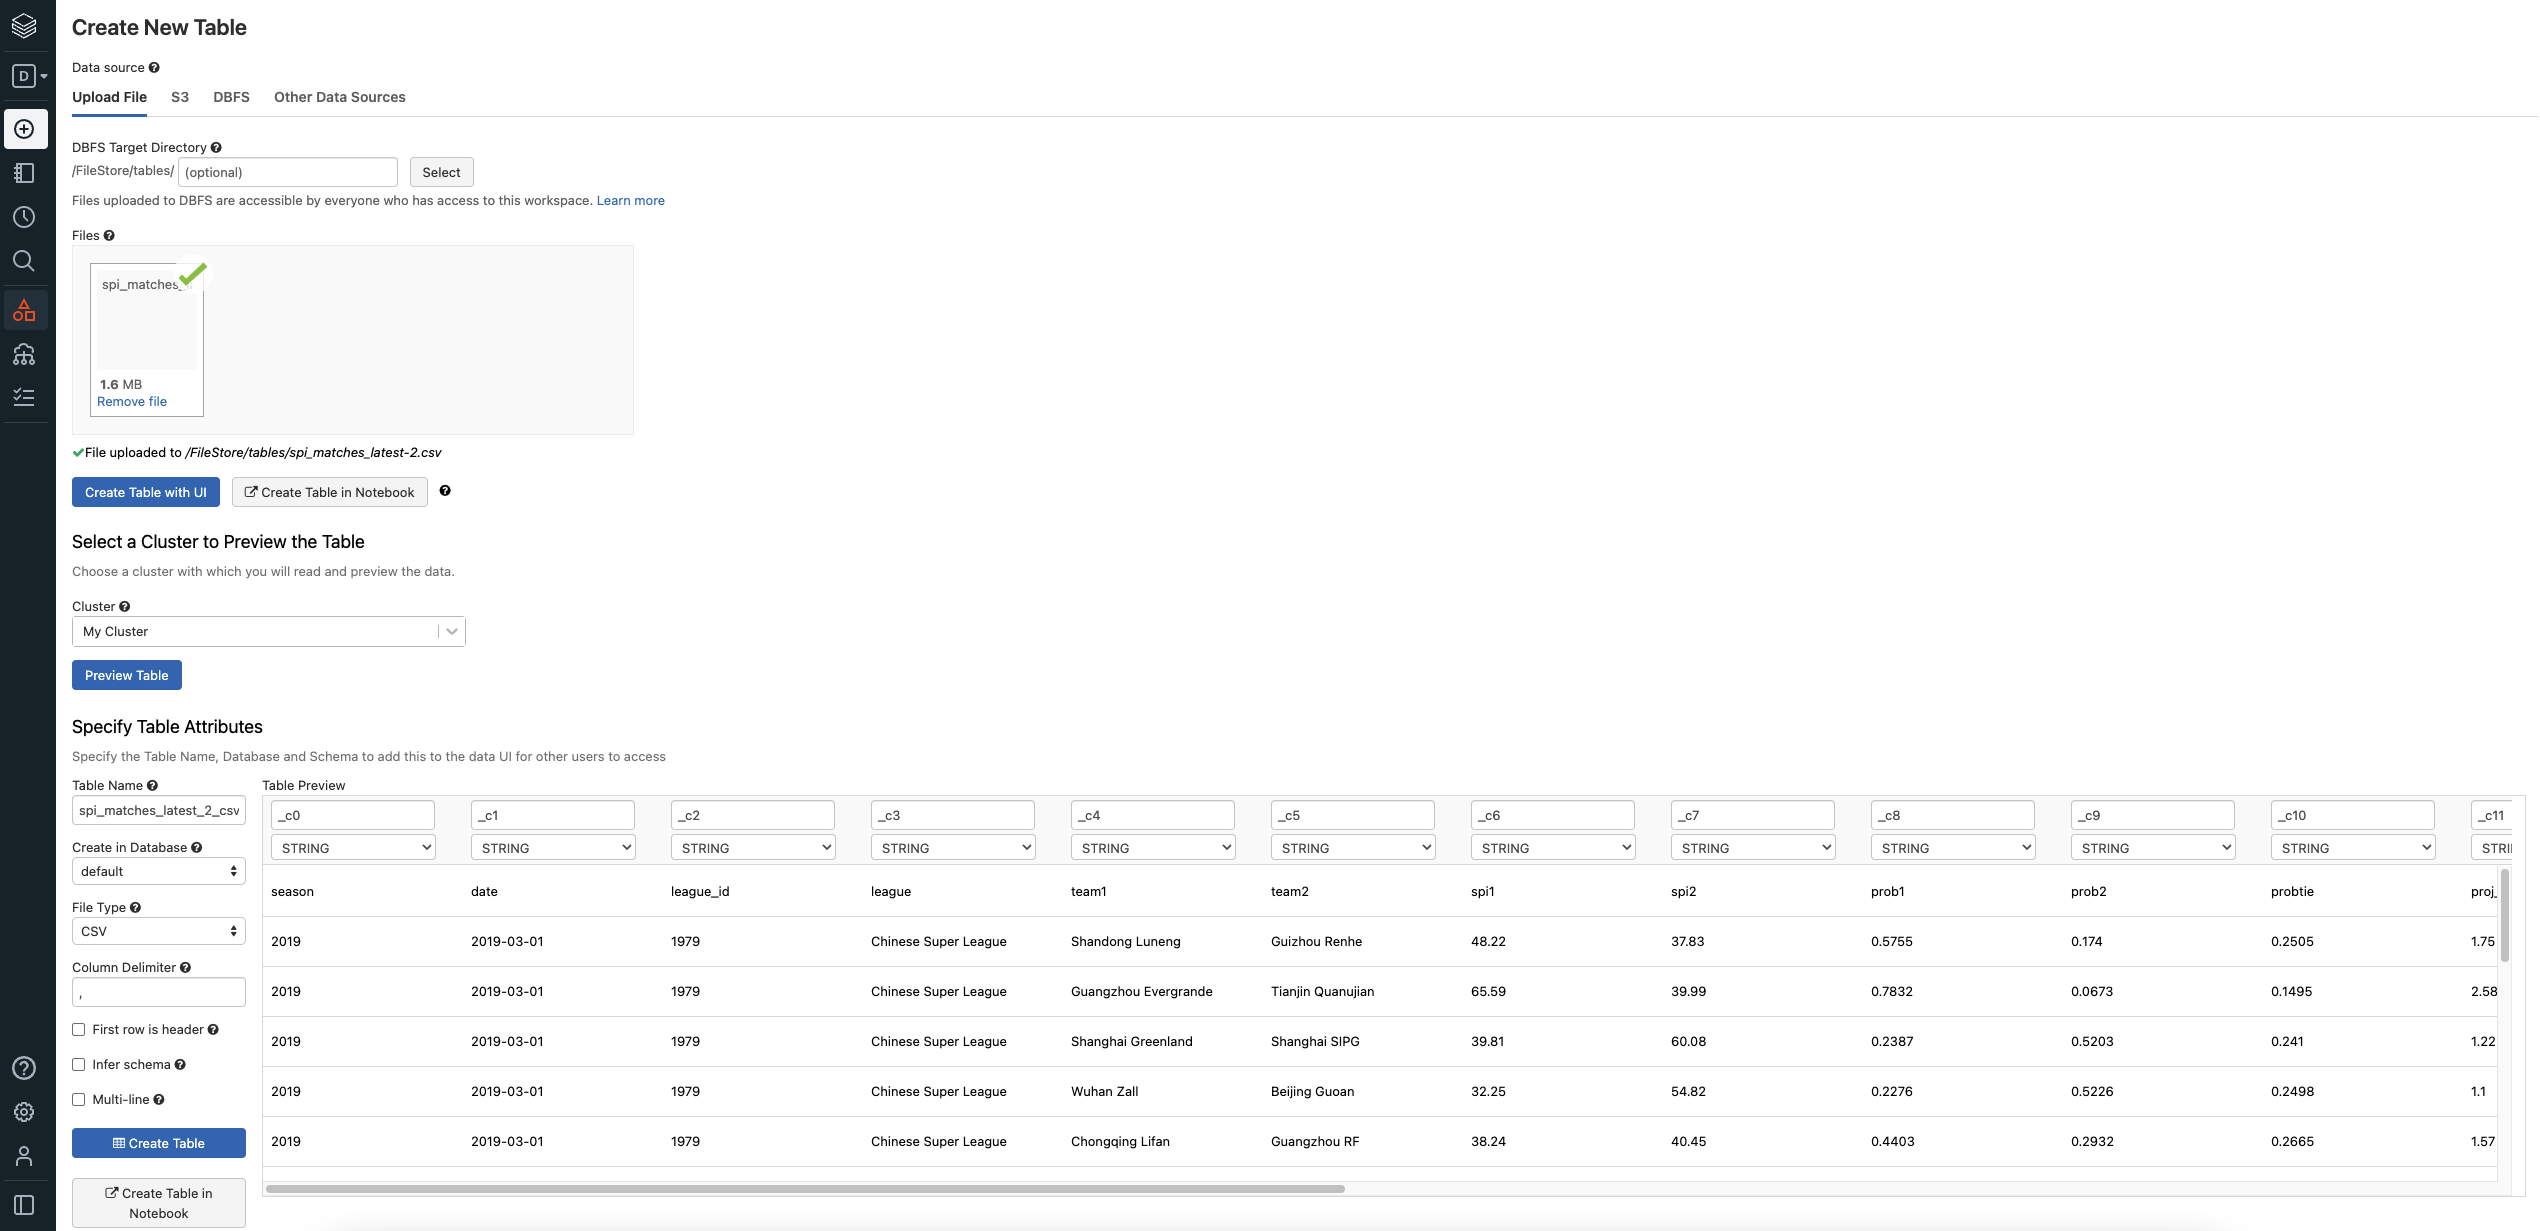 Create New Table
D
Data source
Upload File S3 DBFS Other Data Sources
DBFS Target Directory
/FileStore/tables/ (optional) Select
Files uploaded to DBFS are accessible by everyone who has access to this workspace. Learn more
Files
spi_matches_
1.6 MB
Remove file
File uploaded to /FileStore/tables/spi_matches_latest-2.csv
Create Table with UI Create Table in Notebook
Select a Cluster to Preview the Table
Choose a cluster with which you will read and preview the data.
Cluster
My Cluster
Preview Table
Specify Table Attributes
Specify the Table Name, Database and Schema to add this to the data UI for other users to access
Table Name
spi_matches_latest_2_csv
Create in Database
default
File Type
CSV
Column Delimiter
,
First row is header
Infer schema
Multi-line
Create Table
Create Table in
Notebook
Table Preview
_c0 _c1 _c2 _c3 _c4 _c5 _c6 _c7 _c8 _c9 _c10 _c11
STRING STRING STRING STRING STRING STRING STRING STRING STRING STRING STRING STRI
season date league_id league team1 team2 spi1 spi2 prob1 prob2 probtie proj_
2019 2019-03-01 1979 Chinese Super League Shandong Luneng Guizhou Renhe 48.22 37.83 0.5755 0.174 0.2505 1.75
2019 2019-03-01 1979 Chinese Super League Guangzhou Evergrande Tianjin Quanujian 65.59 39.99 0.7832 0.0673 0.1495 2.58
2019 2019-03-01 1979 Chinese Super League Shanghai Greenland Shanghai SIPG 39.81 60.08 0.2387 0.5203 0.241 1.22
2019 2019-03-01 1979 Chinese Super League Wuhan Zall Beijing Guoan 32.25 54.82 0.2276 0.5226 0.2498 1.1
2019 2019-03-01 1979 Chinese Super League Chongqing Lifan Guangzhou RF 38.24 40.45 0.4403 0.2932 0.2665 1.57